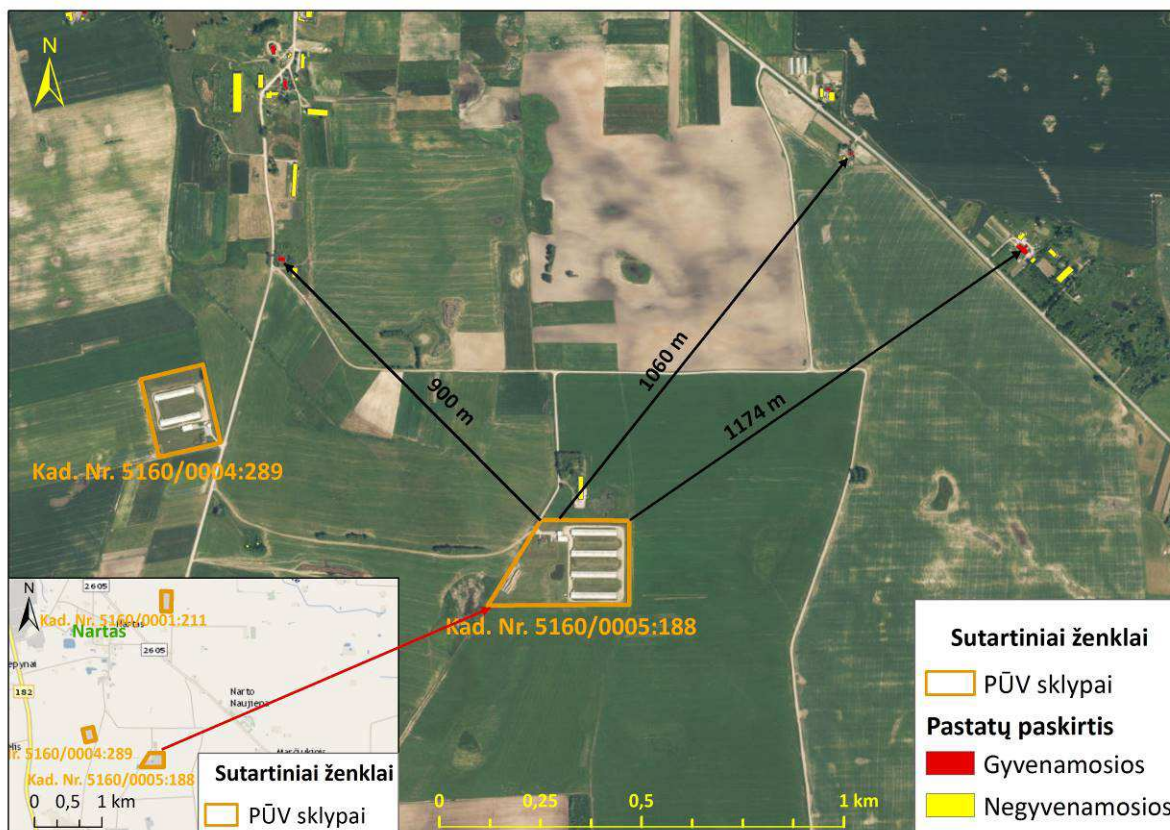 N
900 m
1060 m
1174 m
Kad. Nr. 5160/0004:289
Kad. Nr. 5160/0005:188
N
2605
Kad. Nr. 5160/0001:211
Nartas
2605
epynai
182
Narto
Naujiena
elis
r. 5160/0004:289
Kad. Nr. 5160/0005:188
0 0,5 1 km
Sutartiniai ženklai
PŪV sklypai
0 0,25 0,5 1 km
Sutartiniai ženklai
PŪV sklypai
Pastatų paskirtis
Gyvenamosios
Negyvenamosios